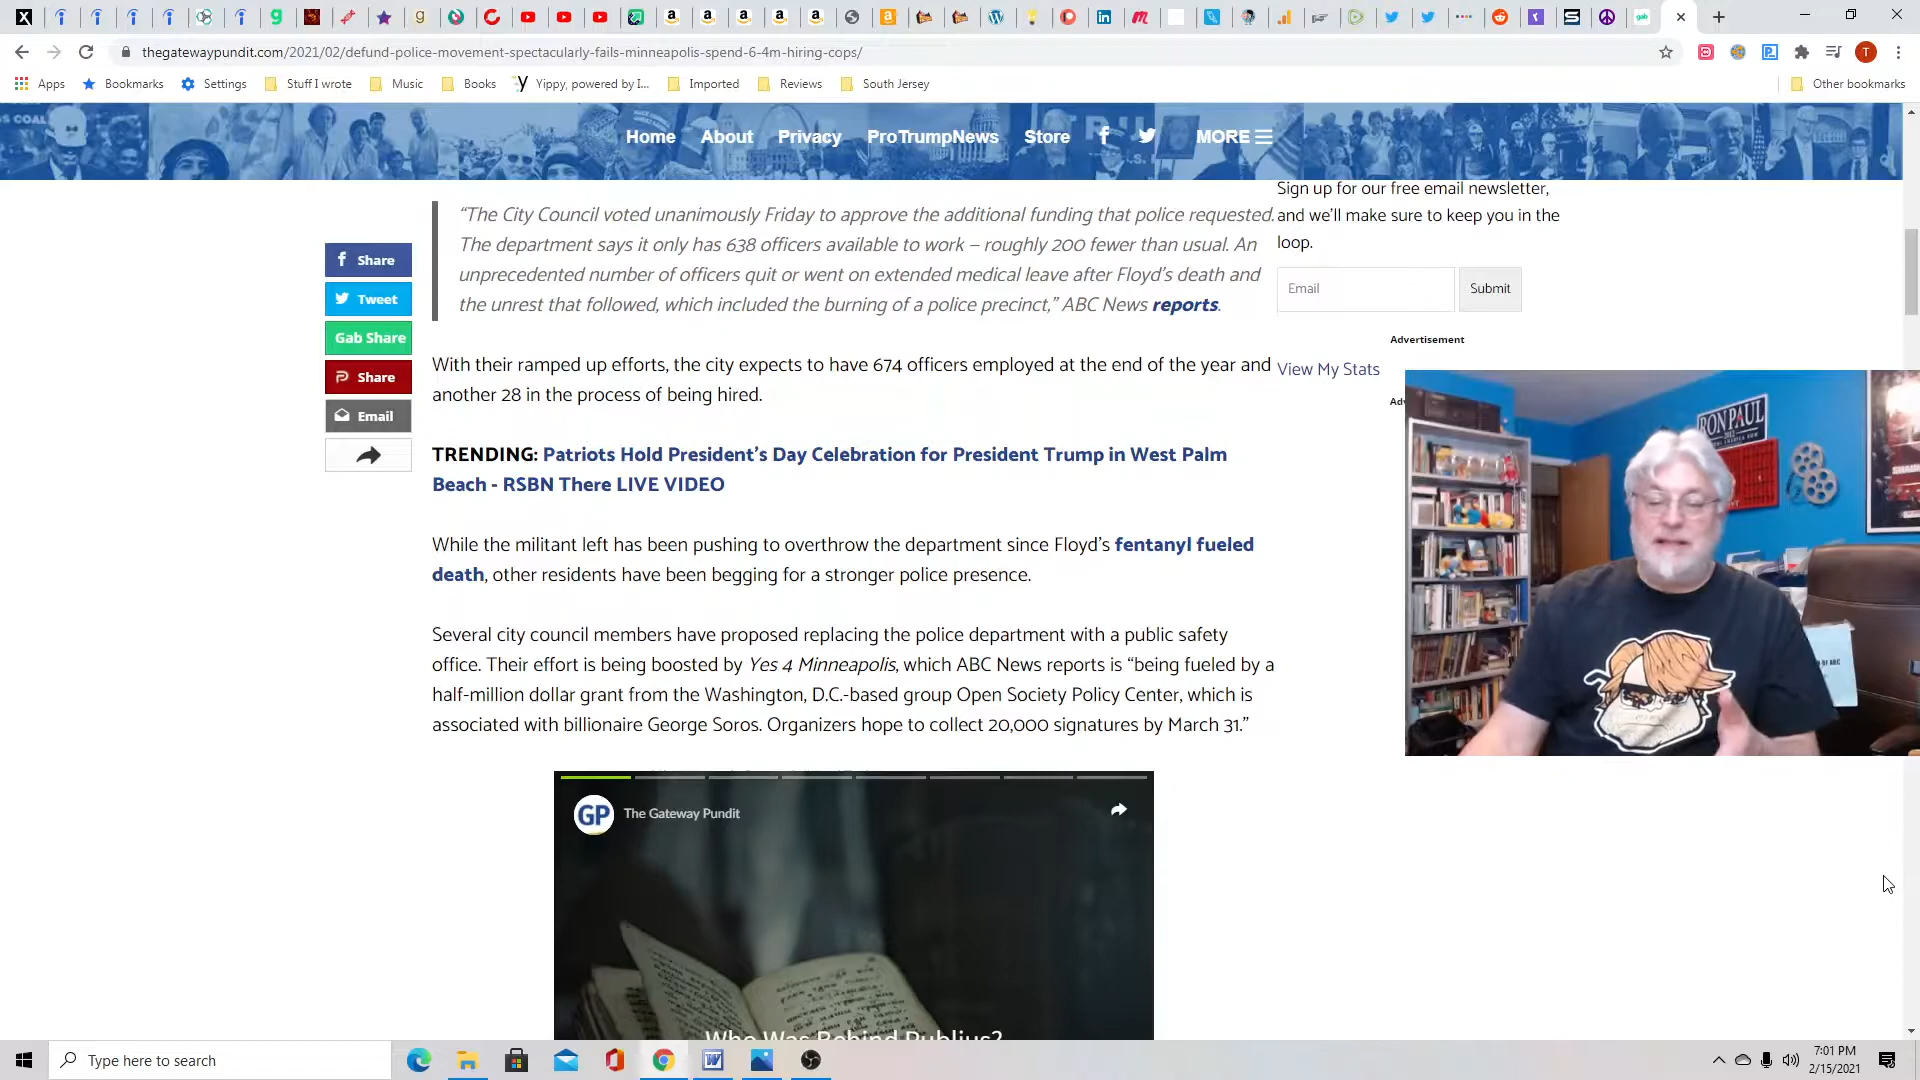 thegatewaypundit.com/2021/02/defund-police-movement-spectacularly-fails-minneapolis-spend-6-4m-hiring-cops/
Apps Bookmarks Settings Stuff I wrote Music Books Yippy, powered by I... Imported Reviews South Jersey Other bookmarks
Home About Privacy ProTrumpNews Store MORE
Sign up for our free email newsletter,
and we'll make sure to keep you in the
loop.
Email Submit
Advertisement
View My Stats
“The City Council voted unanimously Friday to approve the additional funding that police requested.
The department says it only has 638 officers available to work – roughly 200 fewer than usual. An
unprecedented number of officers quit or went on extended medical leave after Floyd’s death and
the unrest that followed, which included the burning of a police precinct,” ABC News reports.
Share
Tweet
Gab Share
Share
Email
With their ramped up efforts, the city expects to have 674 officers employed at the end of the year and
another 28 in the process of being hired.
TRENDING: Patriots Hold President’s Day Celebration for President Trump in West Palm
Beach - RSBN There LIVE VIDEO
While the militant left has been pushing to overthrow the department since Floyd’s fentanyl fueled
death, other residents have been begging for a stronger police presence.
Several city council members have proposed replacing the police department with a public safety
office. Their effort is being boosted by Yes 4 Minneapolis, which ABC News reports is “being fueled by a
half-million dollar grant from the Washington, D.C.-based group Open Society Policy Center, which is
associated with billionaire George Soros. Organizers hope to collect 20,000 signatures by March 31.”
RON PAUL
GP The Gateway Pundit
Who Was Behind Publius?
Type here to search
7:01 PM
2/15/2021